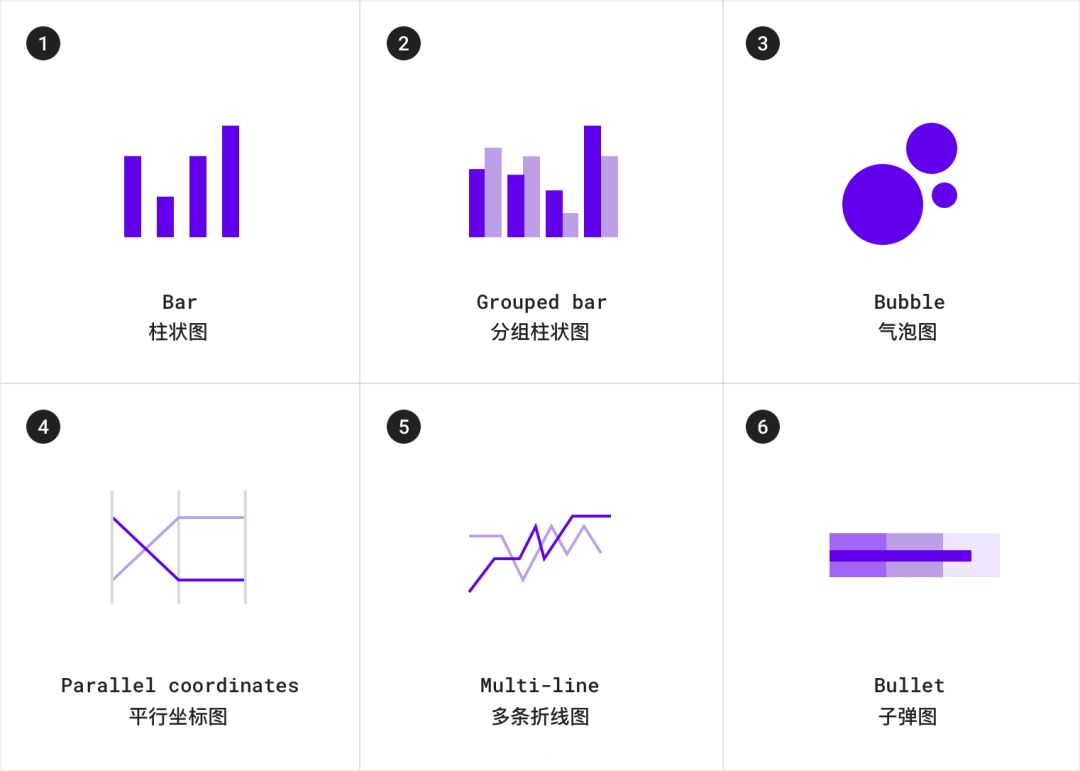 1
Bar
柱状图
2
Grouped bar
分组柱状图
3
Bubble
气泡图
4
Parallel coordinates
平行坐标图
5
Multi-line
多条折线图
6
Bullet
子弹图